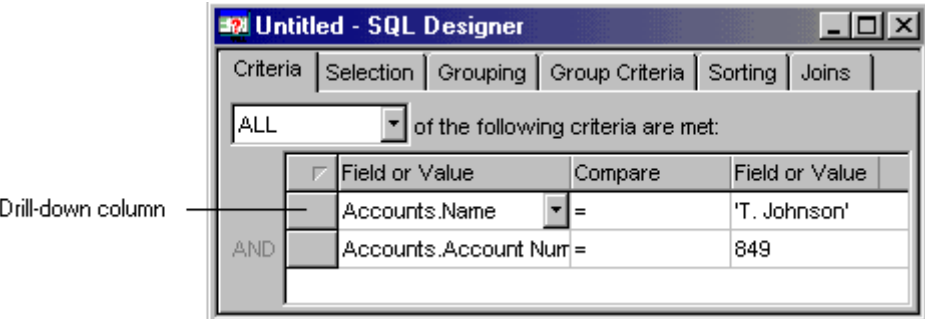 Untitled - SQL Designer
Criteria Selection Grouping Group Criteria Sorting Joins
ALL of the following criteria are met:
Field or Value Compare Field or Value
Drill-down column Accounts.Name = 'T. Johnson'
AND Accounts.Account Num = 849